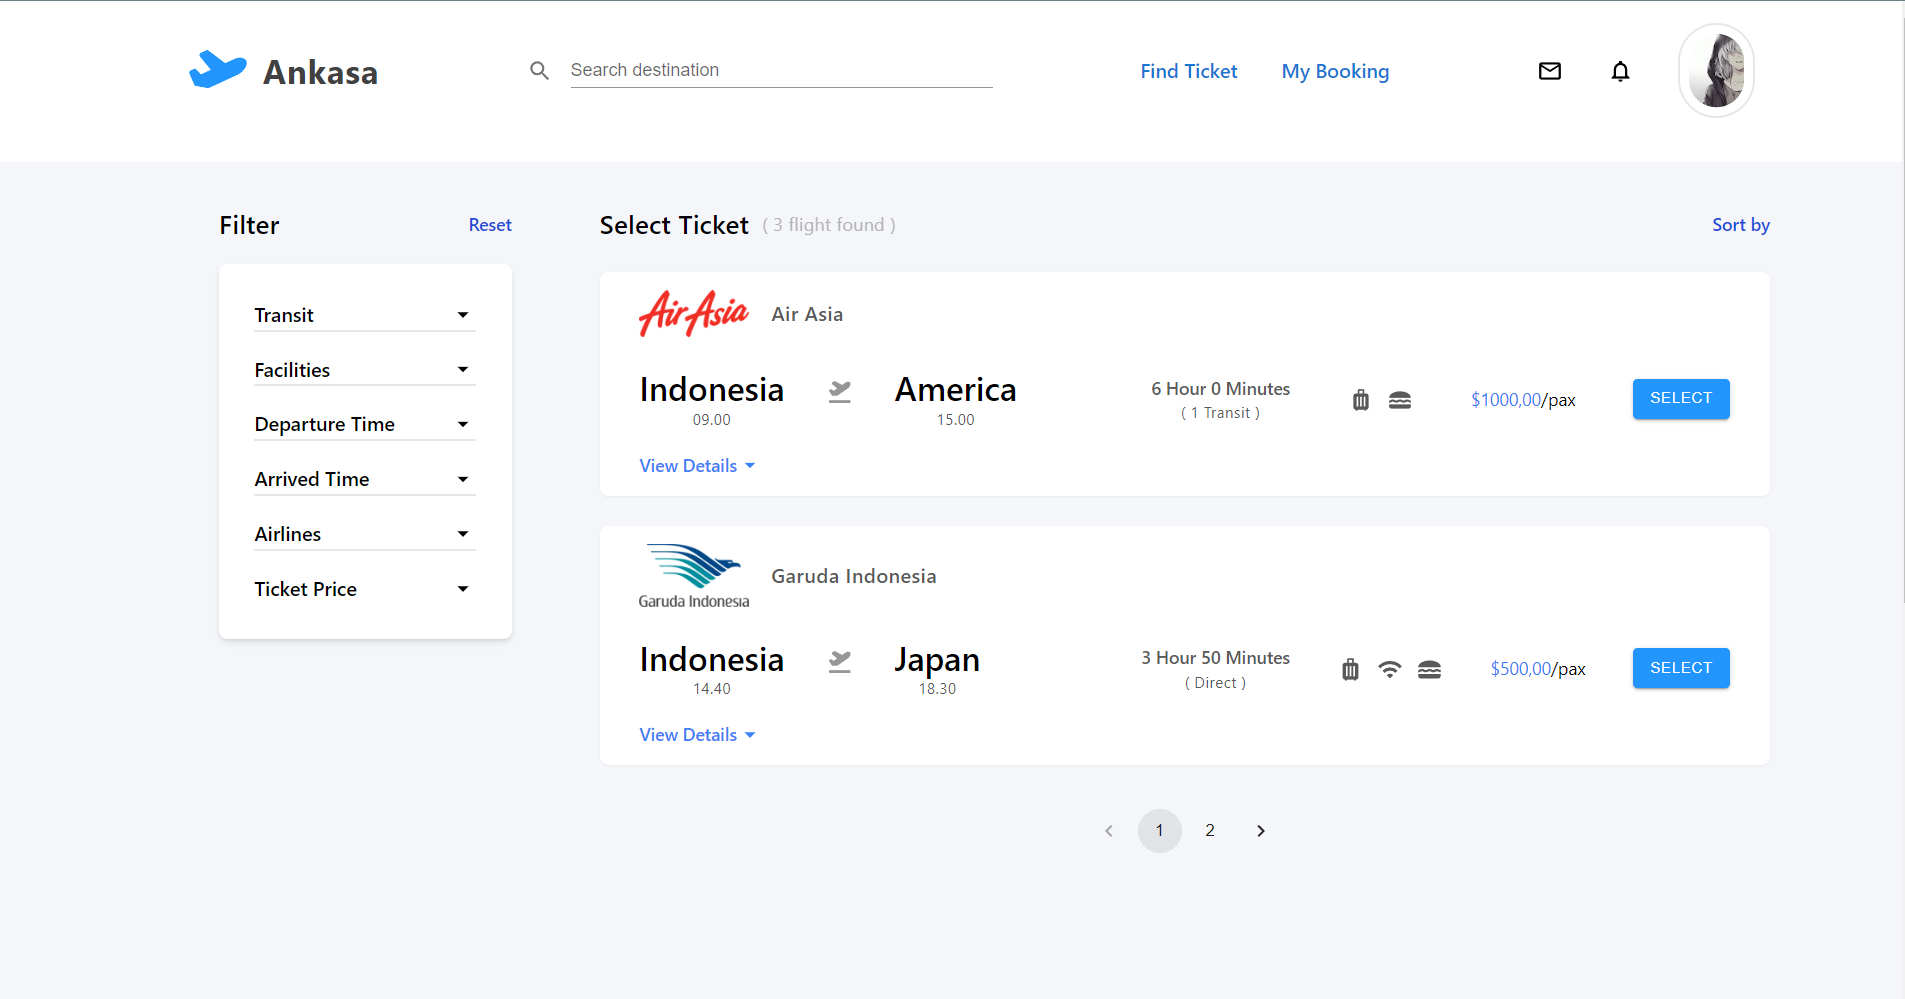 Ankasa
Search destination
Find Ticket
My Booking
Filter
Reset
Transit
Facilities
Departure Time
Arrived Time
Airlines
Ticket Price
Select Ticket ( 3 flight found )
Sort by
AirAsia
Air Asia
Indonesia
09.00
America
15.00
6 Hour 0 Minutes
( 1 Transit )
$1000,00/pax
SELECT
View Details
Garuda Indonesia
Garuda Indonesia
Indonesia
14.40
Japan
18.30
3 Hour 50 Minutes
( Direct )
$500,00/pax
SELECT
View Details
1 2